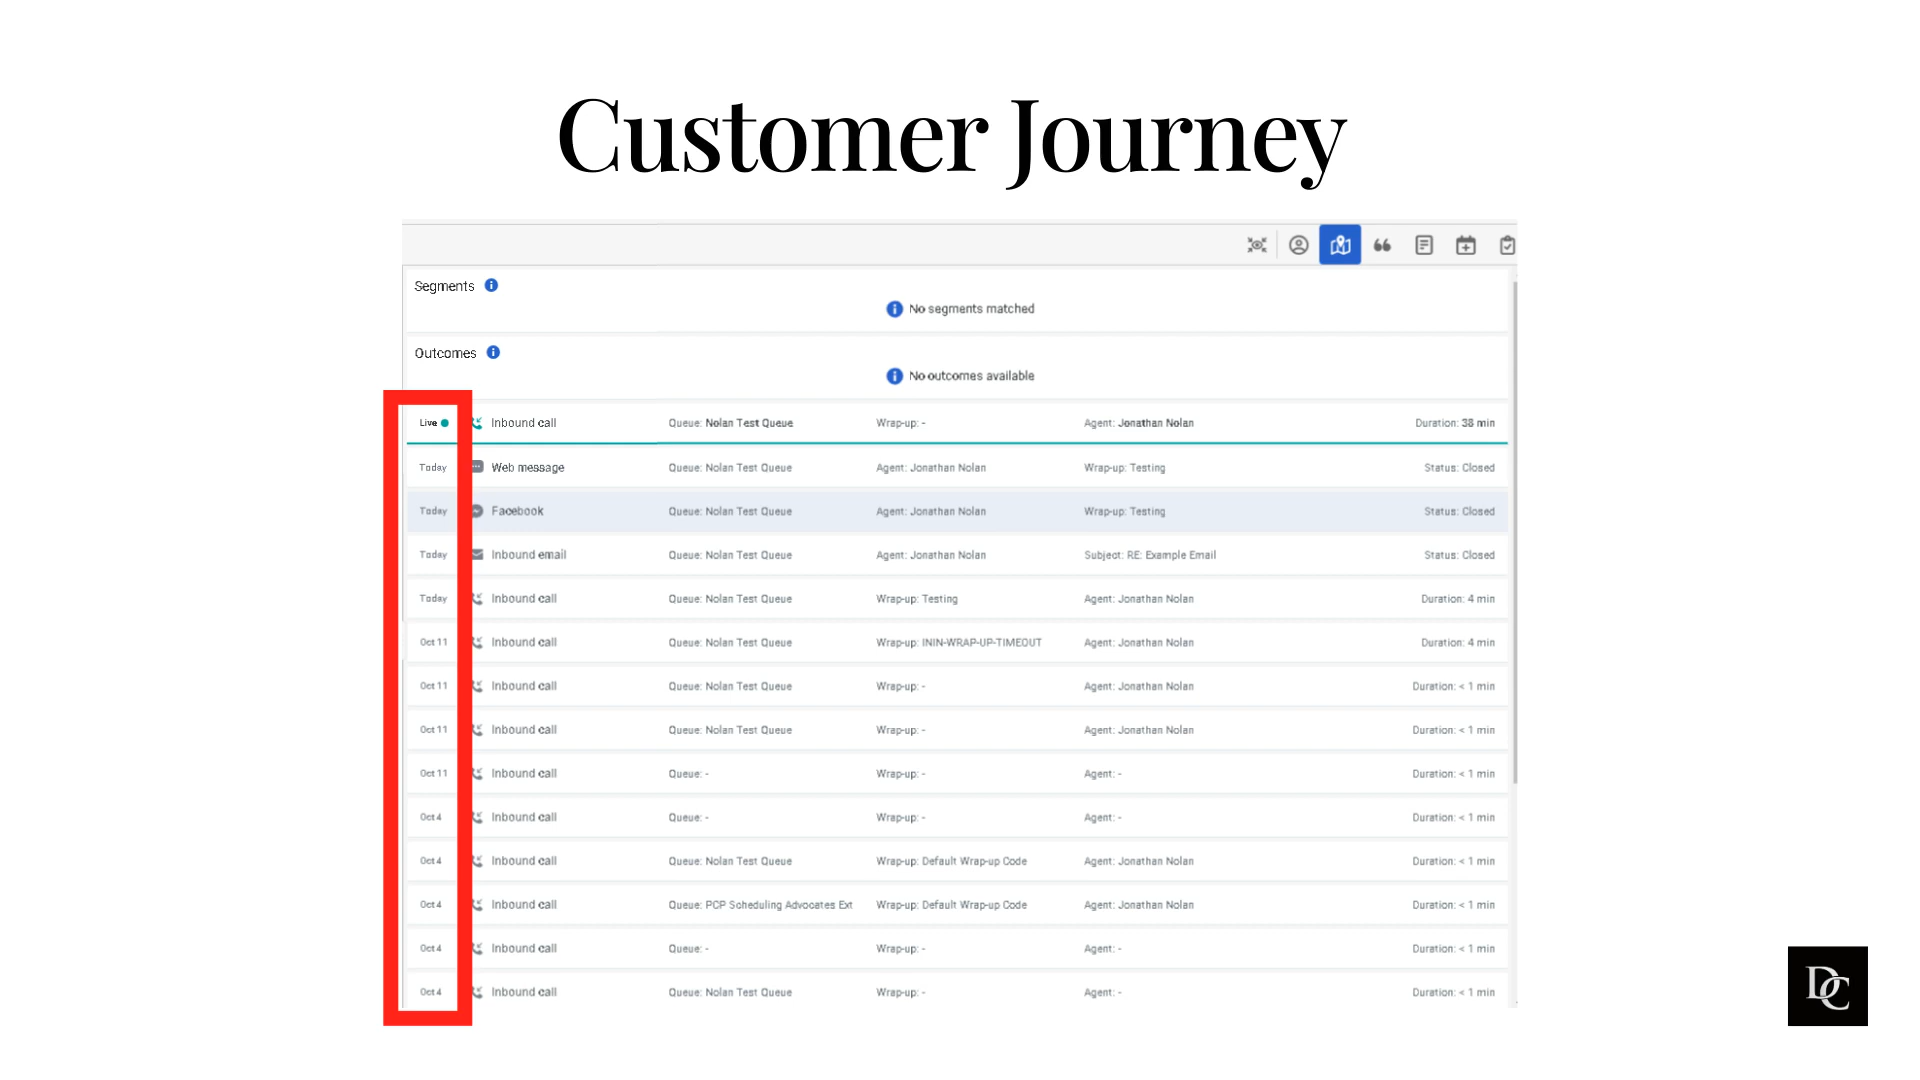 Customer Journey
Segments
No segments matched
Outcomes
No outcomes available
Live Inbound call Queue: Nolan Test Queue Wrap-up: - Agent: Jonathan Nolan Duration: 38 min
Today Web message Queue: Nolan Test Queue Agent: Jonathan Nolan Wrap-up: Testing Status: Closed
Today Facebook Queue: Nolan Test Queue Agent: Jonathan Nolan Wrap-up: Testing Status: Closed
Today Inbound email Queue: Nolan Test Queue Agent: Jonathan Nolan Subject: RE: Example Email Status: Closed
Today Inbound call Queue: Nolan Test Queue Wrap-up: Testing Agent: Jonathan Nolan Duration: 4 min
Oct 11 Inbound call Queue: Nolan Test Queue Wrap-up: ININ-WRAP-UP-TIMEOUT Agent: Jonathan Nolan Duration: 4 min
Oct 11 Inbound call Queue: Nolan Test Queue Wrap-up: - Agent: Jonathan Nolan Duration: < 1 min
Oct 11 Inbound call Queue: Nolan Test Queue Wrap-up: - Agent: Jonathan Nolan Duration: < 1 min
Oct 11 Inbound call Queue: - Wrap-up: - Agent: - Duration: < 1 min
Oct 4 Inbound call Queue: - Wrap-up: - Agent: - Duration: < 1 min
Oct 4 Inbound call Queue: Nolan Test Queue Wrap-up: Default Wrap-up Code Agent: Jonathan Nolan Duration: < 1 min
Oct 4 Inbound call Queue: PCP Scheduling Advocates Ext Wrap-up: Default Wrap-up Code Agent: Jonathan Nolan Duration: < 1 min
Oct 4 Inbound call Queue: - Wrap-up: - Agent: - Duration: < 1 min
Oct 4 Inbound call Queue: Nolan Test Queue Wrap-up: - Agent: - Duration: < 1 min
DC